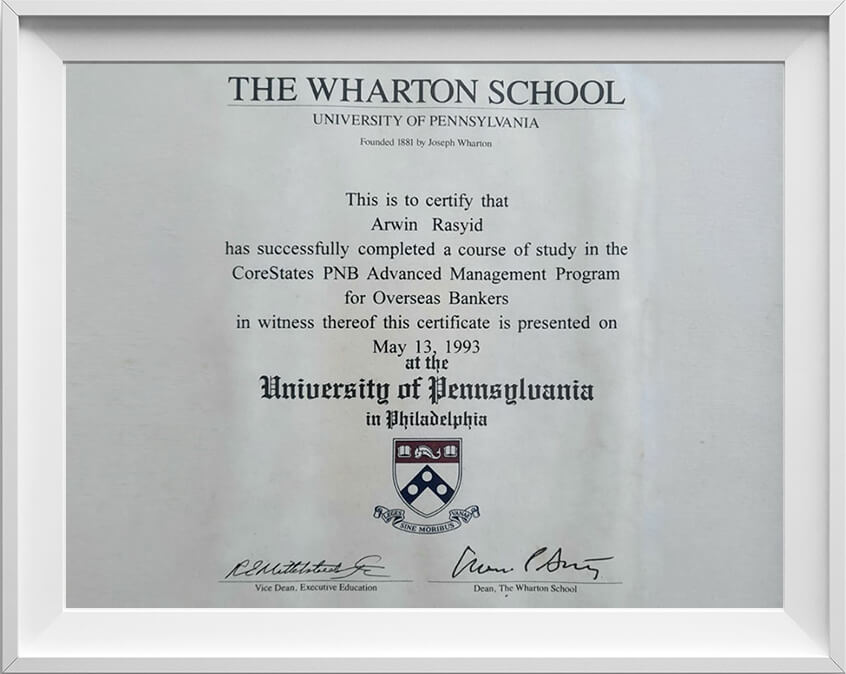 THE WHARTON SCHOOL
UNIVERSITY OF PENNSYLVANIA
Founded 1881 by Joseph Wharton
This is to certify that
Arwin Rasyid
has successfully completed a course of study in the
CoreStates PNB Advanced Management Program
for Overseas Bankers
in witness thereof this certificate is presented on
May 13, 1993
at the
University of Pennsylvania
in Philadelphia
LEGES SINE MORIBUS VANAE
Vice Dean, Executive Education
Dean, The Wharton School